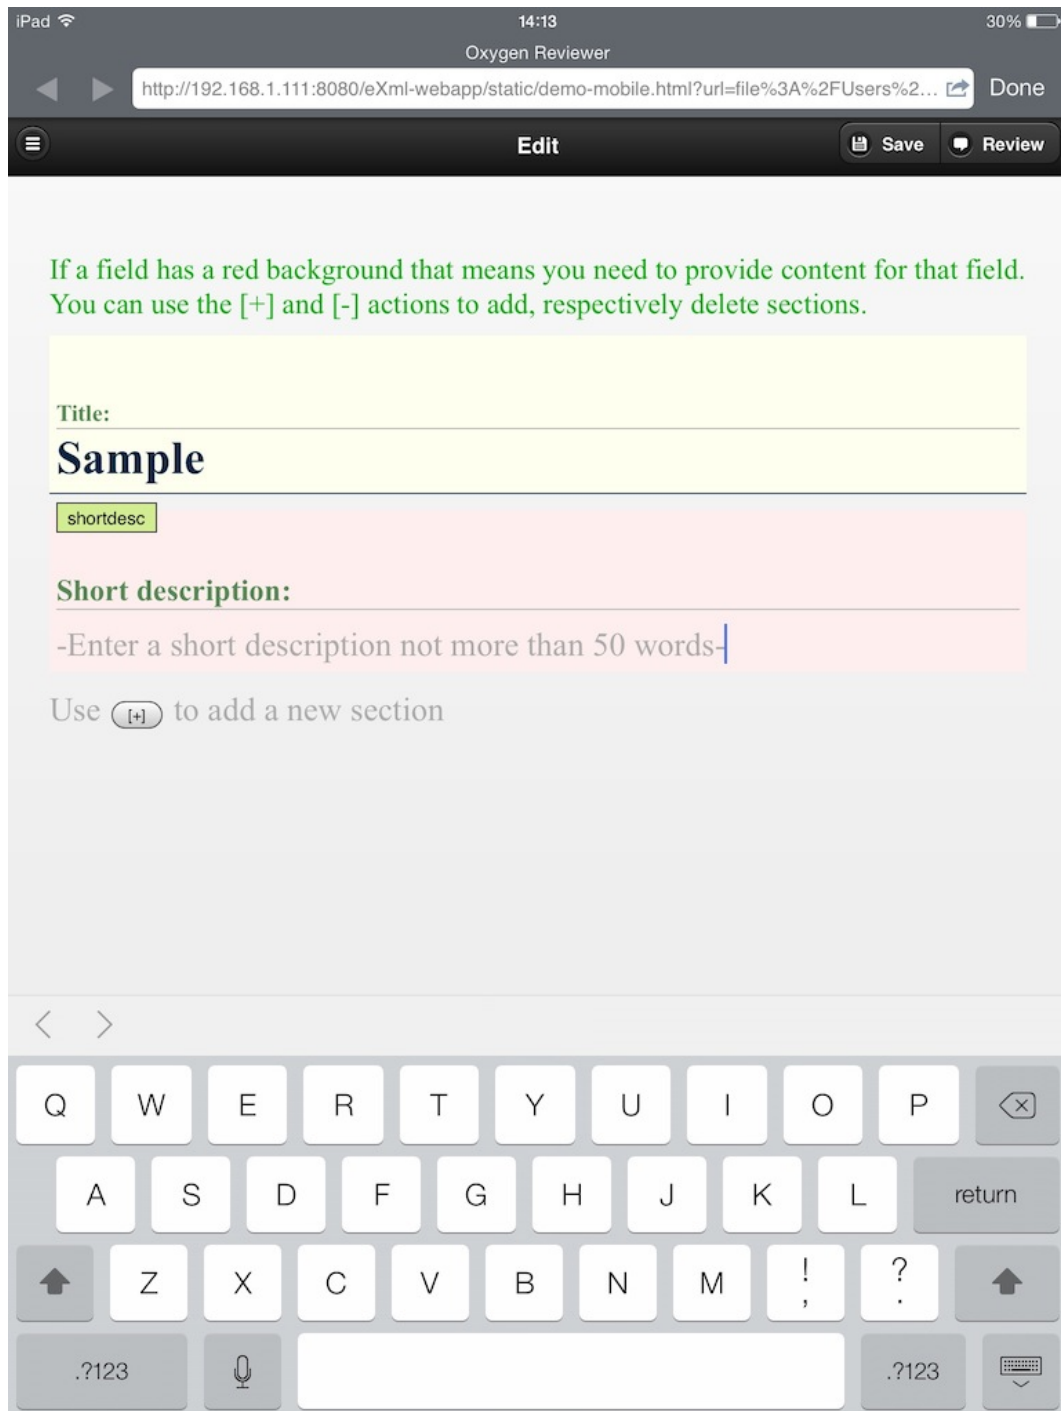 iPad 14:13 30%
Oxygen Reviewer
http://192.168.1.111:8080/eXml-webapp/static/demo-mobile.html?url=file%3A%2FUsers%2... Done
Edit Save Review
If a field has a red background that means you need to provide content for that field.
You can use the [+] and [-] actions to add, respectively delete sections.
Title:
Sample
shortdesc
Short description:
-Enter a short description not more than 50 words-
Use [+] to add a new section
Q W E R T Y U I O P
A S D F G H J K L return
Z X C V B N M ! , ? .
.?123 .?123